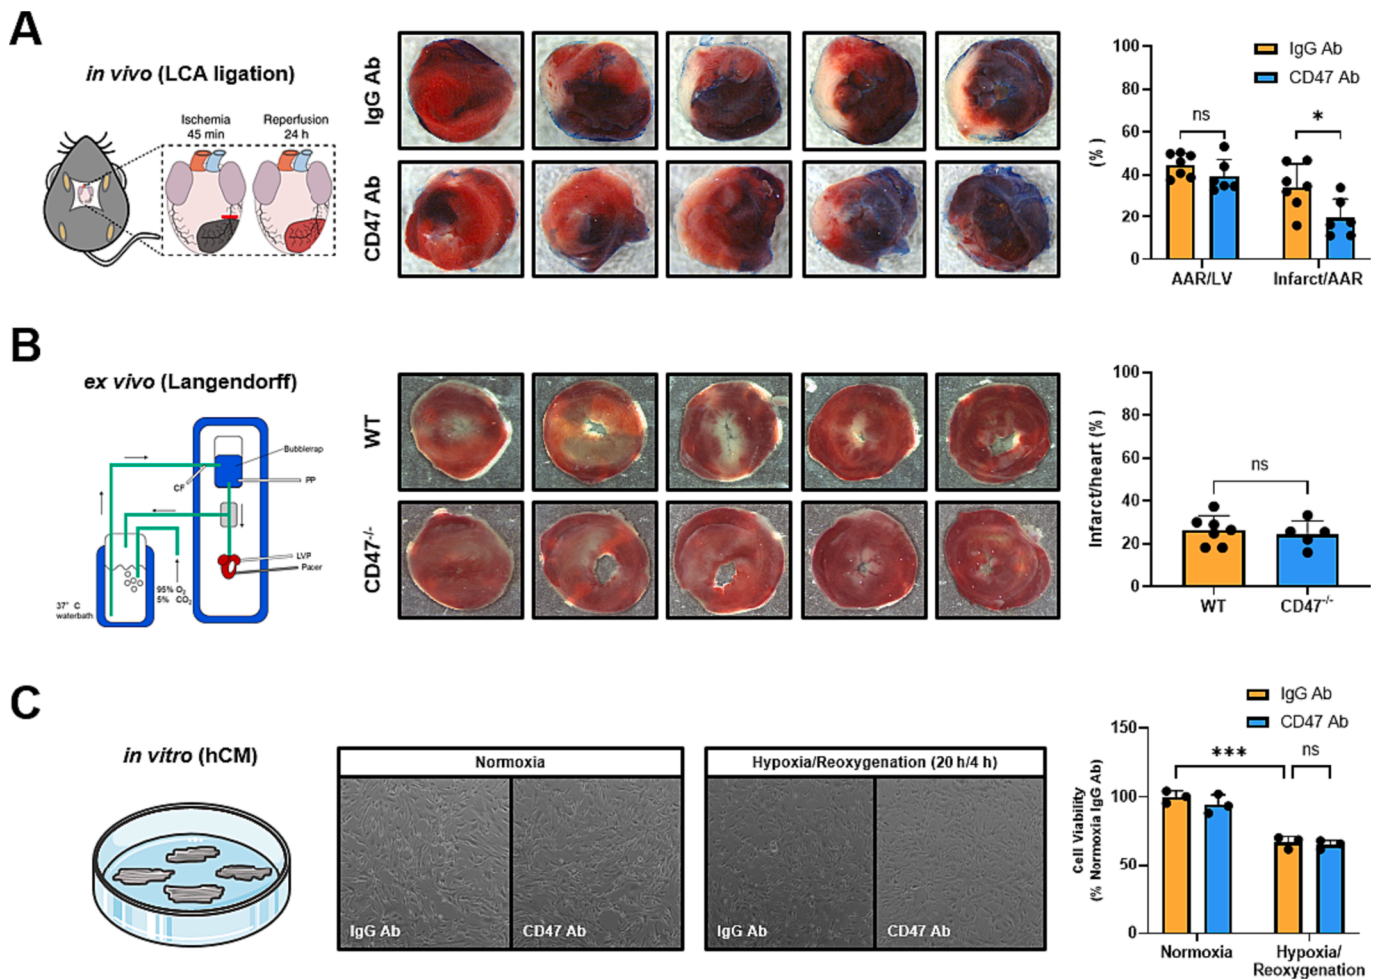 A
in vivo (LCA ligation)
Ischemia
45 min
Reperfusion
24 h
IgG Ab
CD47 Ab
IgG Ab
CD47 Ab
100
80
60
40
20
0
(%)
ns
*
AAR/LV
Infarct/AAR
B
ex vivo (Langendorff)
Bubbletrap
CF
PP
LVP
Pacer
95% O2
5% CO2
37° C
waterbath
WT
CD47-/-
100
80
60
40
20
0
Infarct/heart (%)
ns
WT
CD47-/-
C
in vitro (hCM)
Normoxia
IgG Ab
CD47 Ab
Hypoxia/Reoxygenation (20 h/4 h)
IgG Ab
CD47 Ab
IgG Ab
CD47 Ab
150
100
50
0
Cell Viability
(% Normoxia IgG Ab)
***
ns
Normoxia
Hypoxia/
Reoxygenation